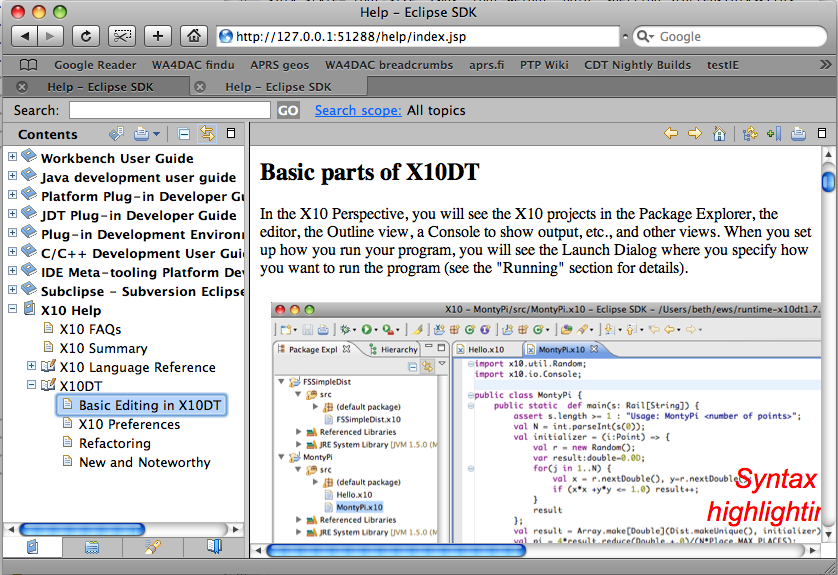 Help – Eclipse SDK
http://127.0.0.1:51288/help/index.jsp
Google
Google Reader WA4DAC findu APRS geos WA4DAC breadcrumbs aprs.fi PTP Wiki CDT Nightly Builds testIE
Help – Eclipse SDK
Help – Eclipse SDK
Search: GO Search scope: All topics
Contents
Workbench User Guide
Java development user guide
Platform Plug-in Developer Gu
JDT Plug-in Developer Guide
Plug-in Development Environ
C/C++ Development User Gui
IDE Meta-tooling Platform Dev
Subclipse - Subversion Eclipse
X10 Help
X10 FAQs
X10 Summary
X10 Language Reference
X10DT
Basic Editing in X10DT
X10 Preferences
Refactoring
New and Noteworthy
Basic parts of X10DT
In the X10 Perspective, you will see the X10 projects in the Package Explorer, the
editor, the Outline view, a Console to show output, etc., and other views. When you set
up how you run your program, you will see the Launch Dialog where you specify how
you want to run the program (see the "Running" section for details).
X10 – MontyPi/src/MontyPi.x10 – Eclipse SDK – /Users/beth/ews/runtime-x10dt1.7.
Package Expl
Hierarchy
FSSimpleDist
src
(default package)
FSSimpleDist.x10
Referenced Libraries
JRE System Library [JVM 1.5.0 (M
MontyPi
src
(default package)
Hello.x10
MontyPi.x10
Referenced Libraries
JRE System Library [JVM 1.5.0 (M
Hello.x10
MontyPi.x10
import x10.util.Random;
import x10.io.Console;
public class MontyPi {
public static def main(s: Rail[String]) {
assert s.length >= 1 : "Usage: MontyPi <number of points>";
val N = int.parseInt(s(0));
val initializer = (i:Point) => {
val r = new Random();
var result:double=0.0D;
for(j in 1..N) {
val x = r.nextDouble(), y=r.nextDouble
if (x*x +y*y <= 1.0) result++;
}
result
};
val result = Array.make[Double](Dist.makeUnique(), initializer)
val pi = 4*result.reduce(Double.+,0)/(N*Place.MAX_PLACES);
Syntax
highlightin